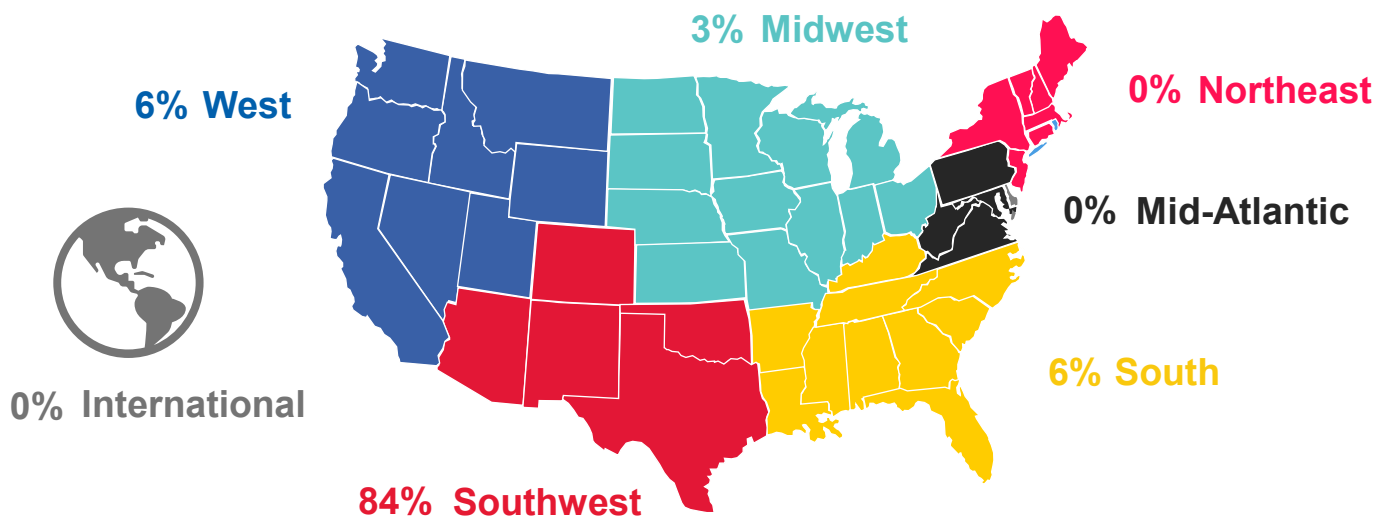 3% Midwest
6% West
0% Northeast
0% Mid-Atlantic
6% South
0% International
84% Southwest